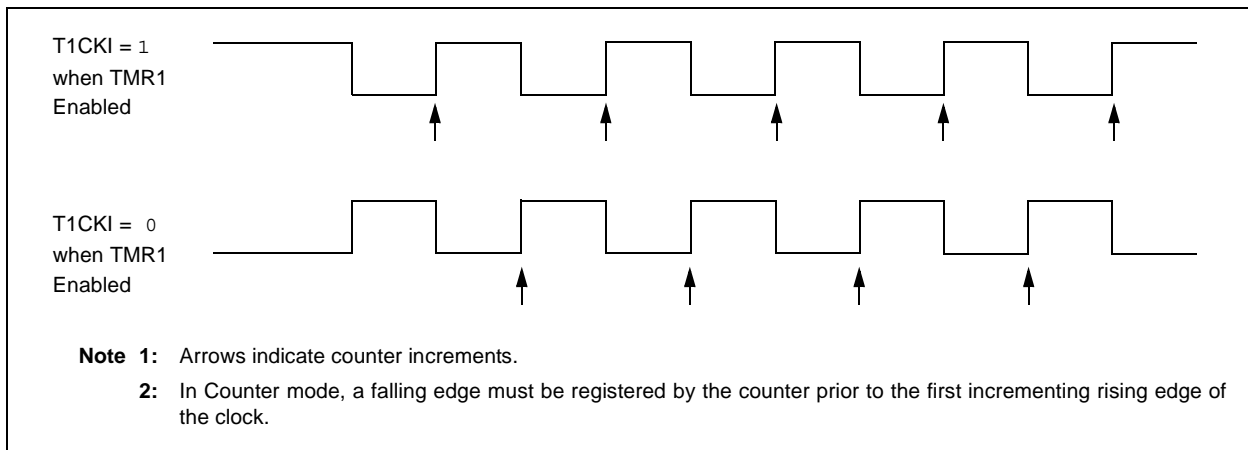 T1CKI = 1
when TMR1
Enabled
T1CKI = 0
when TMR1
Enabled
Note 1: Arrows indicate counter increments.
2: In Counter mode, a falling edge must be registered by the counter prior to the first incrementing rising edge of
the clock.